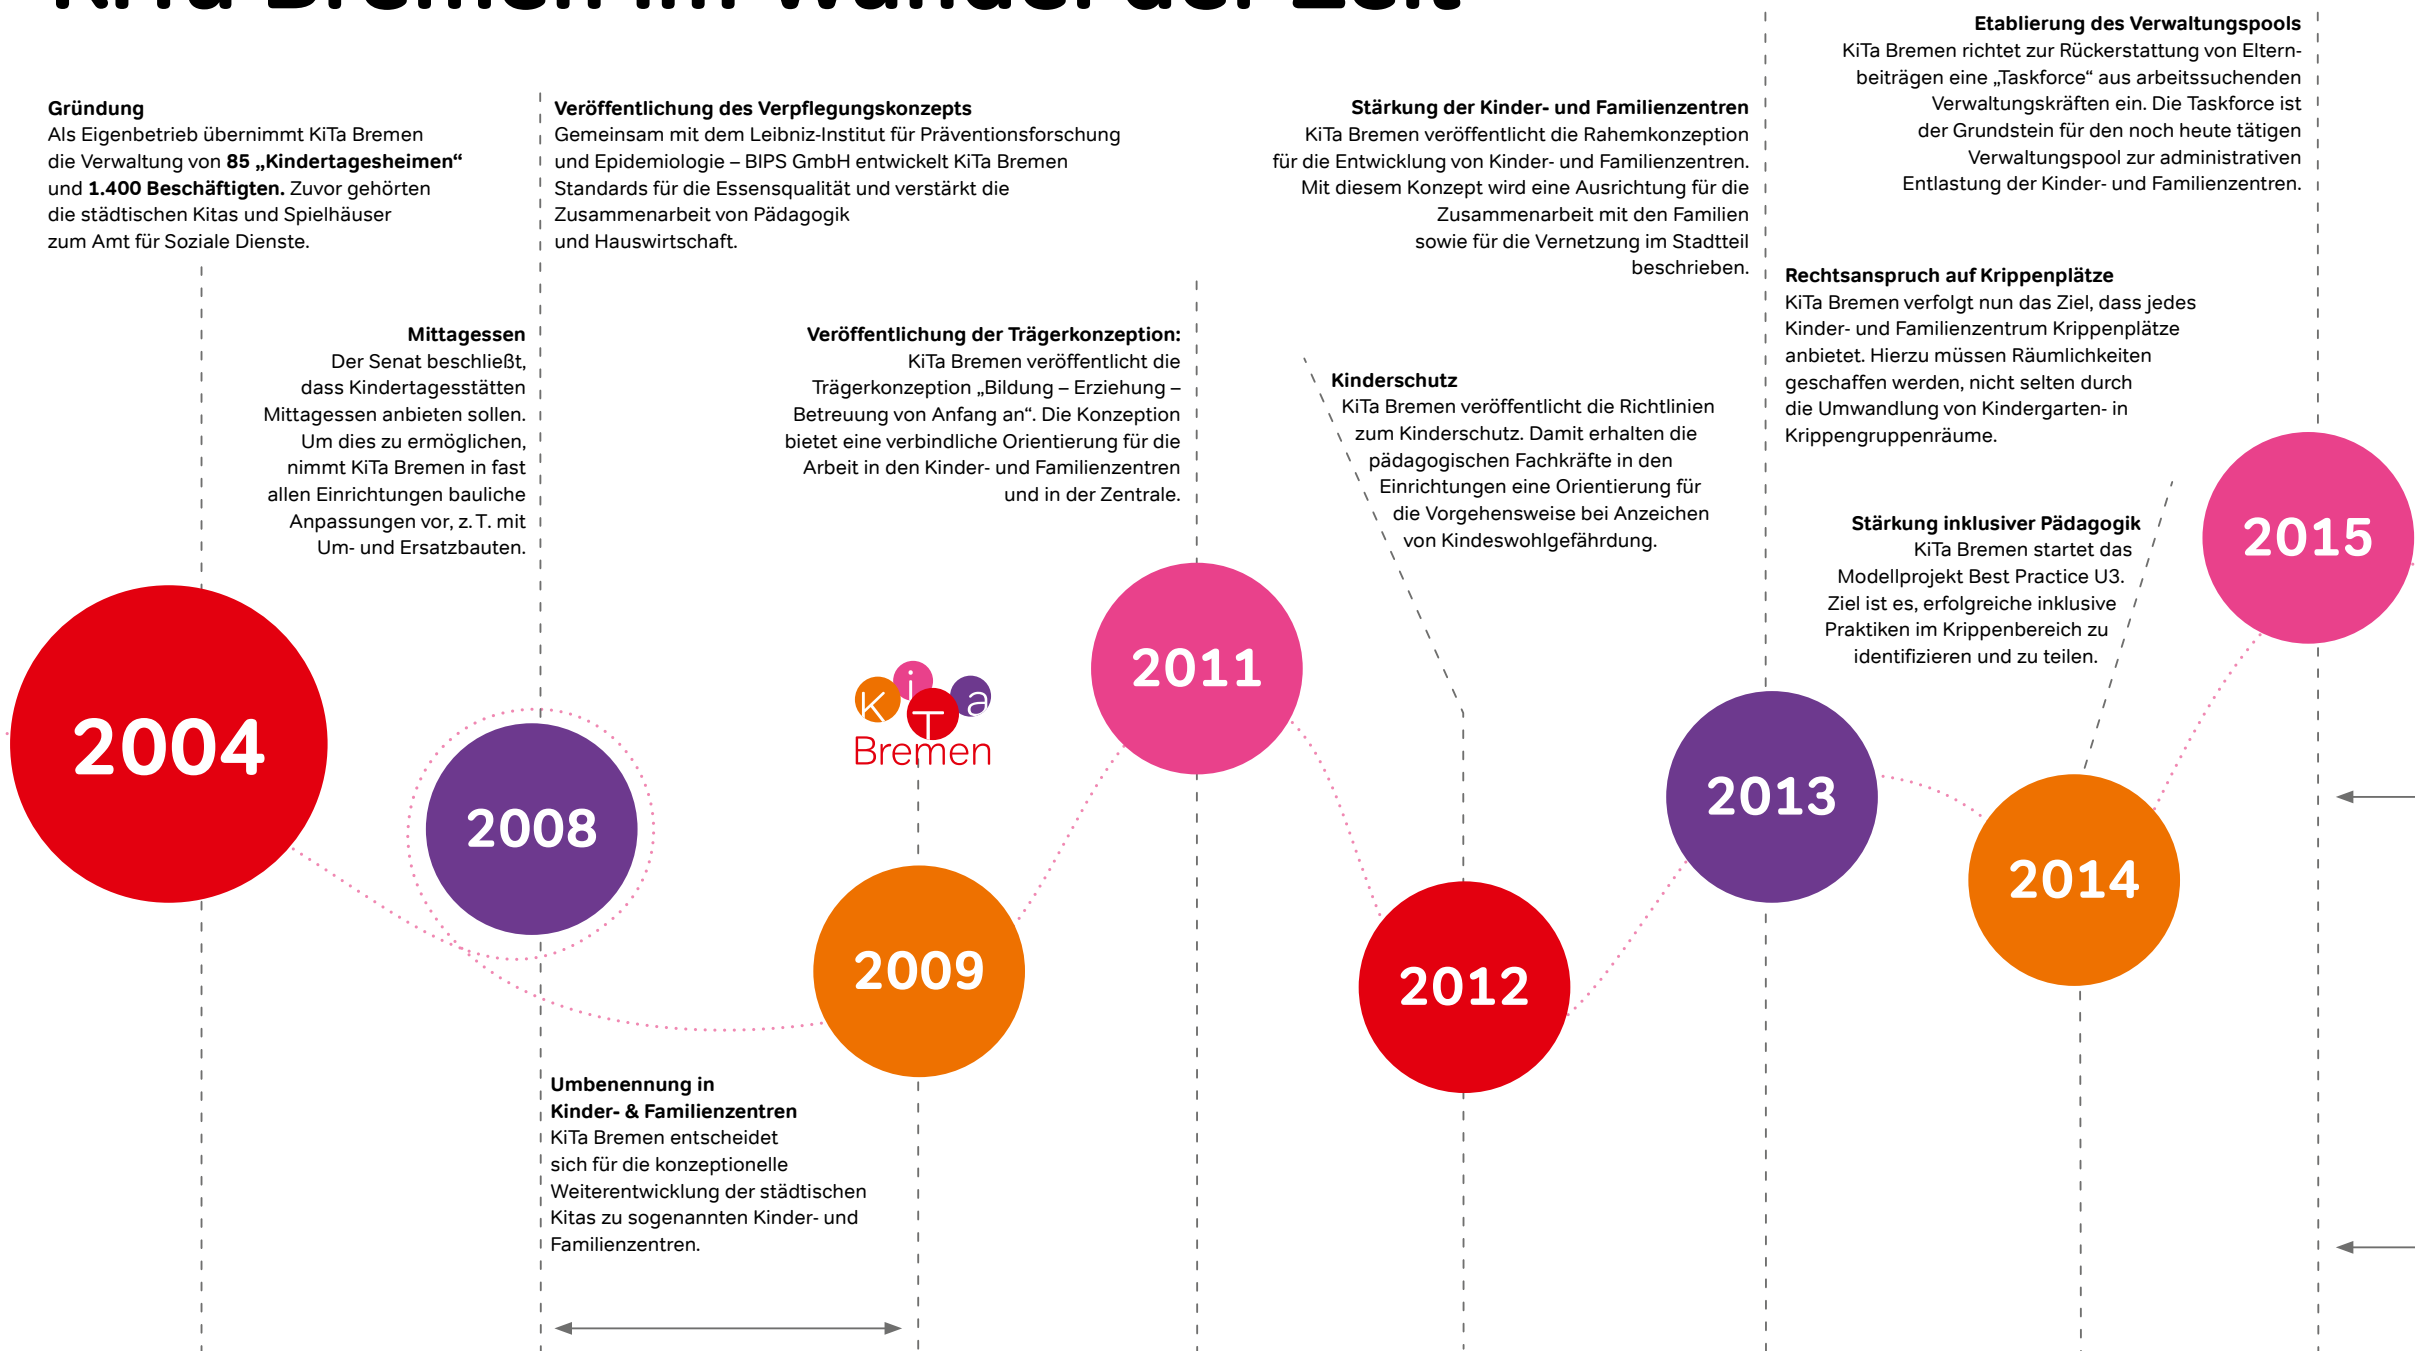 KiTa Bremen im Wandel der Zeit
Gründung
Als Eigenbetrieb übernimmt KiTa Bremen
die Verwaltung von 85 „Kindertagesheimen“
und 1.400 Beschäftigten. Zuvor gehörten
die städtischen Kitas und Spielhäuser
zum Amt für Soziale Dienste.
Mittagessen
Der Senat beschließt,
dass Kindertagesstätten
Mittagessen anbieten sollen.
Um dies zu ermöglichen,
nimmt KiTa Bremen in fast
allen Einrichtungen bauliche
Anpassungen vor, z. T. mit
Um- und Ersatzbauten.
Veröffentlichung des Verpflegungskonzepts
Gemeinsam mit dem Leibniz-Institut für Präventionsforschung
und Epidemiologie – BIPS GmbH entwickelt KiTa Bremen
Standards für die Essensqualität und verstärkt die
Zusammenarbeit von Pädagogik
und Hauswirtschaft.
Veröffentlichung der Trägerkonzeption:
KiTa Bremen veröffentlicht die
Trägerkonzeption „Bildung – Erziehung –
Betreuung von Anfang an“. Die Konzeption
bietet eine verbindliche Orientierung für die
Arbeit in den Kinder- und Familienzentren
und in der Zentrale.
Stärkung der Kinder- und Familienzentren
KiTa Bremen veröffentlicht die Rahemkonzeption
für die Entwicklung von Kinder- und Familienzentren.
Mit diesem Konzept wird eine Ausrichtung für die
Zusammenarbeit mit den Familien
sowie für die Vernetzung im Stadtteil
beschrieben.
Kinderschutz
KiTa Bremen veröffentlicht die Richtlinien
zum Kinderschutz. Damit erhalten die
pädagogischen Fachkräfte in den
Einrichtungen eine Orientierung für
die Vorgehensweise bei Anzeichen
von Kindeswohlgefährdung.
Etablierung des Verwaltungspools
KiTa Bremen richtet zur Rückerstattung von Eltern-
beiträgen eine „Taskforce“ aus arbeitssuchenden
Verwaltungskräften ein. Die Taskforce ist
der Grundstein für den noch heute tätigen
Verwaltungspool zur administrativen
Entlastung der Kinder- und Familienzentren.
Rechtsanspruch auf Krippenplätze
KiTa Bremen verfolgt nun das Ziel, dass jedes
Kinder- und Familienzentrum Krippenplätze
anbietet. Hierzu müssen Räumlichkeiten
geschaffen werden, nicht selten durch
die Umwandlung von Kindergarten- in
Krippengruppenräume.
Stärkung inklusiver Pädagogik
KiTa Bremen startet das
Modellprojekt Best Practice U3.
Ziel ist es, erfolgreiche inklusive
Praktiken im Krippenbereich zu
identifizieren und zu teilen.
2004
2008
KiTa
Bremen
2009
2011
2012
2013
2014
2015
Umbenennung in
Kinder- & Familienzentren
KiTa Bremen entscheidet
sich für die konzeptionelle
Weiterentwicklung der städtischen
Kitas zu sogenannten Kinder- und
Familienzentren.